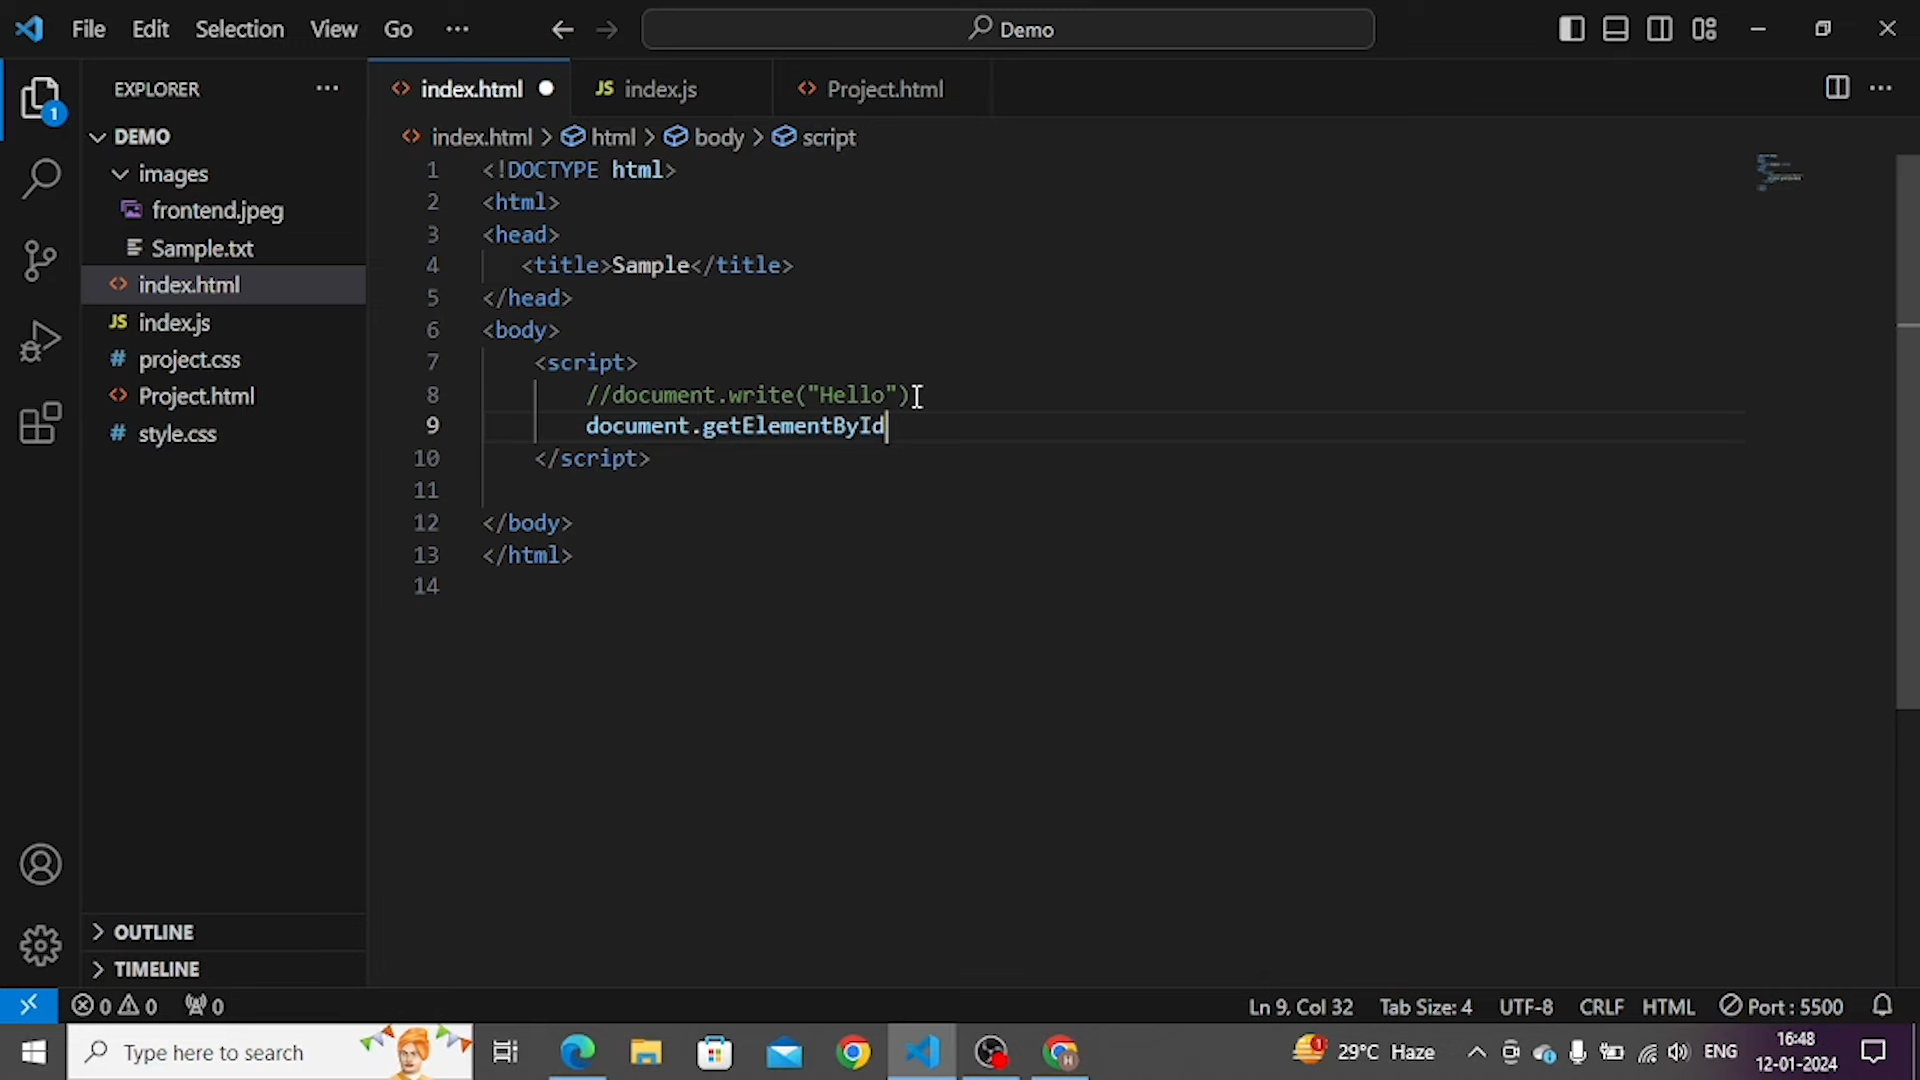 File Edit Selection View Go ··· Demo
EXPLORER ···
DEMO
images
frontend.jpeg
Sample.txt
index.html
JS index.js
# project.css
Project.html
# style.css
OUTLINE
TIMELINE
1
index.html JS index.js Project.html
index.html > html > body > script
1 <!DOCTYPE html>
2 <html>
3 <head>
4 <title>Sample</title>
5 </head>
6 <body>
7 <script>
8 //document.write("Hello")
9 document.getElementById
10 </script>
11
12 </body>
13 </html>
14
0 0 0 Ln 9, Col 32 Tab Size: 4 UTF-8 CRLF HTML Port : 5500
Type here to search 29°C Haze ENG 16:48
12-01-2024